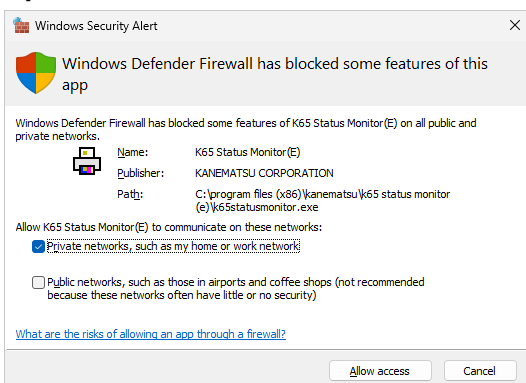 Windows Security Alert
Windows Defender Firewall has blocked some features of this
app
Windows Defender Firewall has blocked some features of K65 Status Monitor(E) on all public and
private networks.
Name: K65 Status Monitor(E)
Publisher: KANEMATSU CORPORATION
Path: C:\program files (x86)\kanematsu\k65 status monitor
(e)\k65statusmonitor.exe
Allow K65 Status Monitor(E) to communicate on these networks:
Private networks, such as my home or work network
Public networks, such as those in airports and coffee shops (not recommended
because these networks often have little or no security)
What are the risks of allowing an app through a firewall?
Allow access Cancel